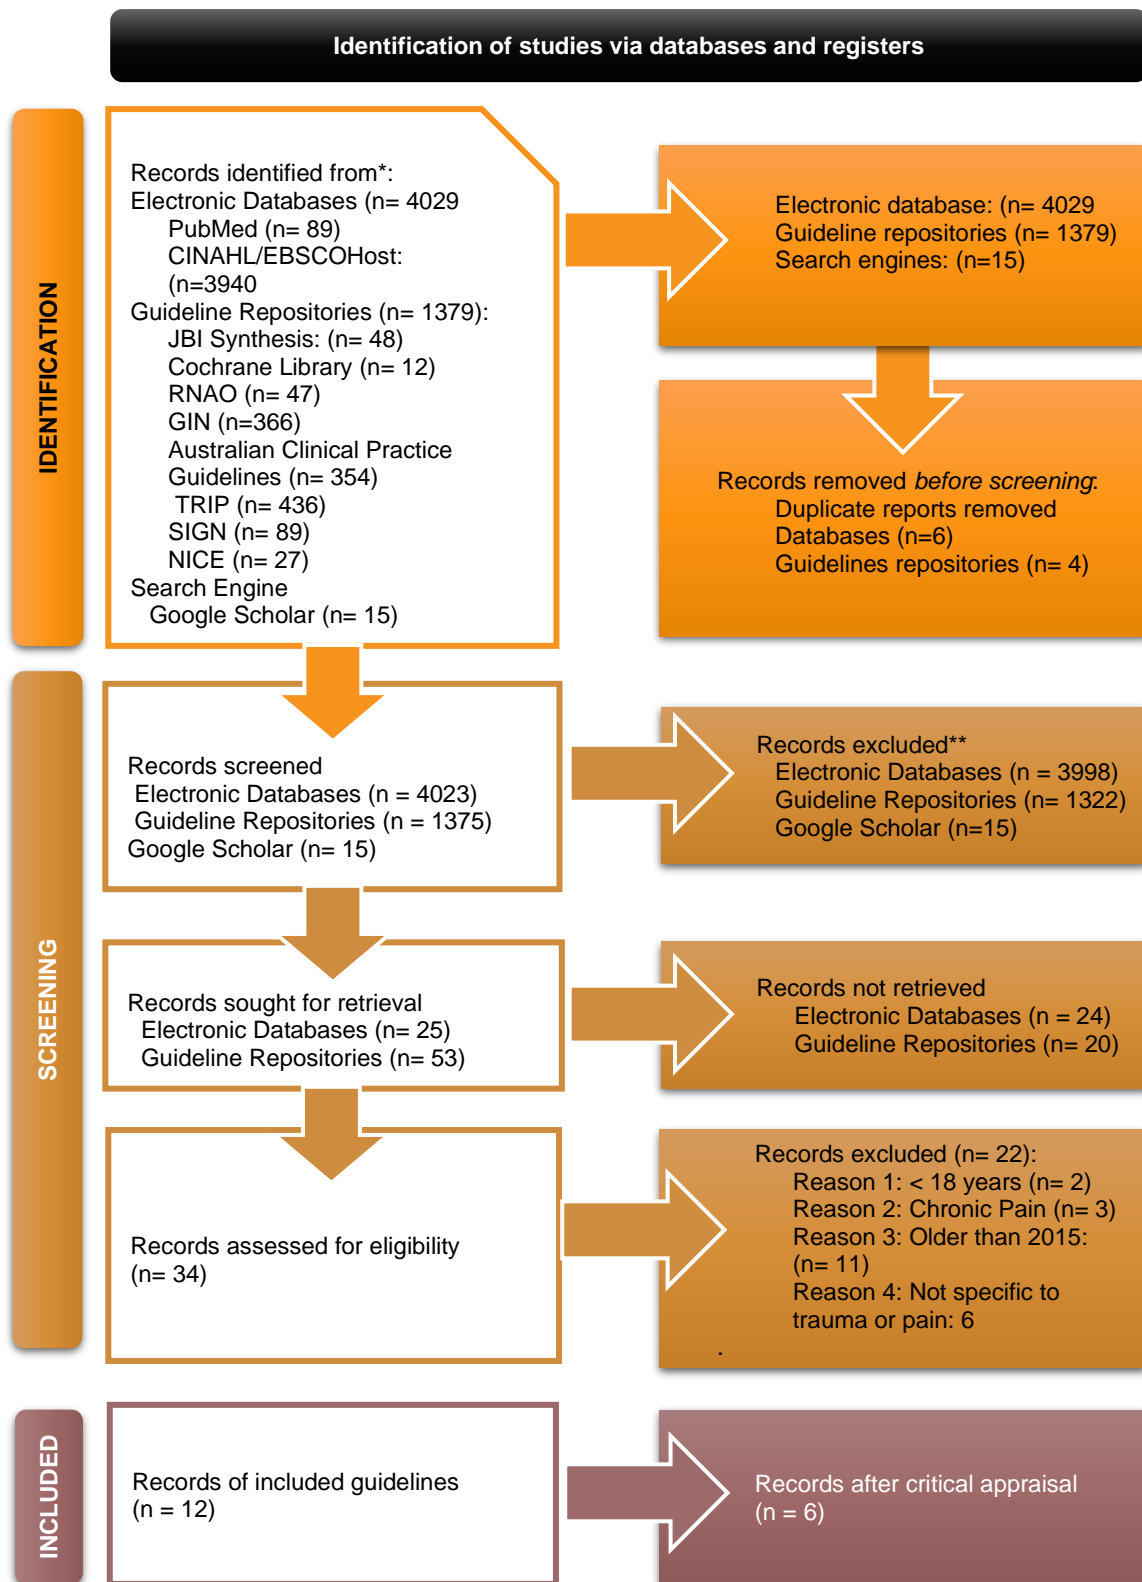 Identification of studies via databases and registers
IDENTIFICATION
Records identified from*:
Electronic Databases (n= 4029
PubMed (n= 89)
CINAHL/EBSCOHost:
(n=3940
Guideline Repositories (n= 1379):
JBI Synthesis: (n= 48)
Cochrane Library (n= 12)
RNAO (n= 47)
GIN (n=366)
Australian Clinical Practice
Guidelines (n= 354)
TRIP (n= 436)
SIGN (n= 89)
NICE (n= 27)
Search Engine
Google Scholar (n= 15)
Electronic database: (n= 4029
Guideline repositories (n= 1379)
Search engines: (n=15)
Records removed before screening:
Duplicate reports removed
Databases (n=6)
Guidelines repositories (n= 4)
SCREENING
Records screened
Electronic Databases (n = 4023)
Guideline Repositories (n = 1375)
Google Scholar (n= 15)
Records excluded**
Electronic Databases (n = 3998)
Guideline Repositories (n= 1322)
Google Scholar (n=15)
Records sought for retrieval
Electronic Databases (n= 25)
Guideline Repositories (n= 53)
Records not retrieved
Electronic Databases (n = 24)
Guideline Repositories (n= 20)
Records assessed for eligibility
(n= 34)
Records excluded (n= 22):
Reason 1: < 18 years (n= 2)
Reason 2: Chronic Pain (n= 3)
Reason 3: Older than 2015:
(n= 11)
Reason 4: Not specific to
trauma or pain: 6
.
INCLUDED
Records of included guidelines
(n = 12)
Records after critical appraisal
(n = 6)